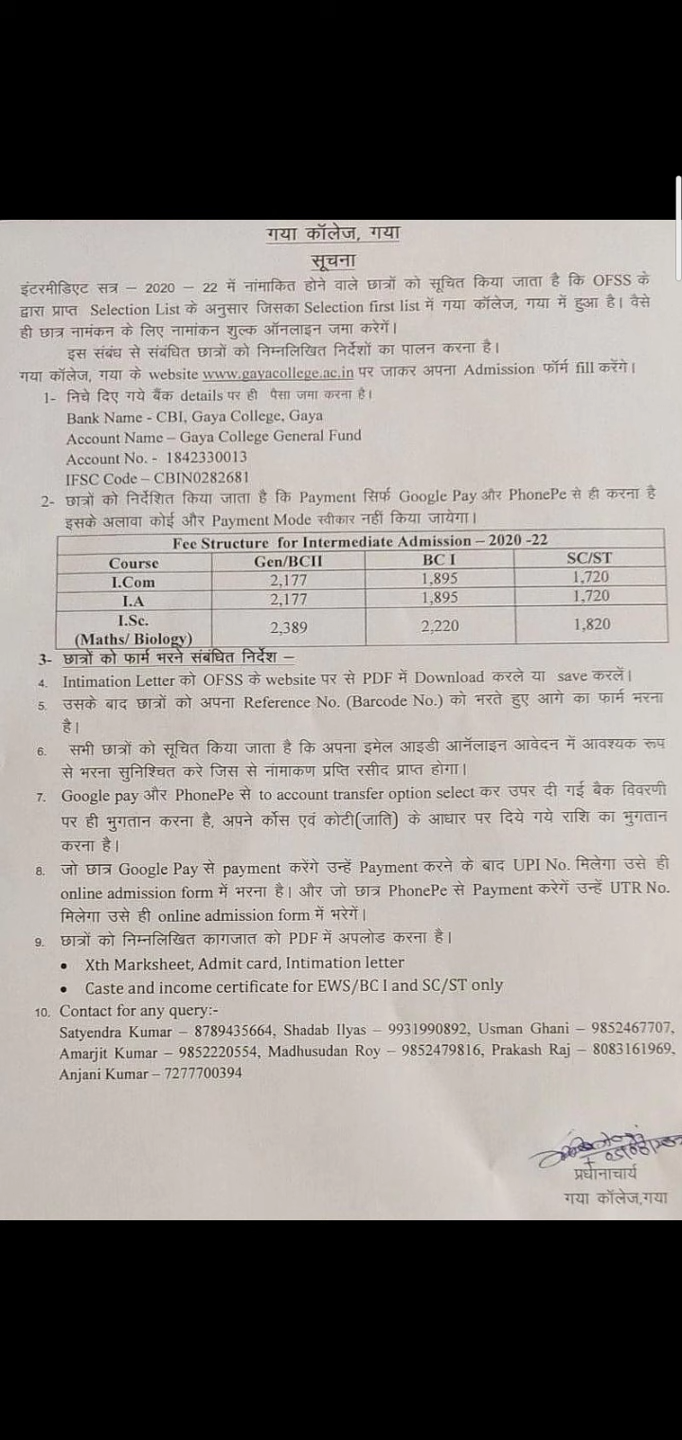 गया कॉलेज, गया
सूचना
इंटरमीडिएट सत्र – 2020 – 22 में नांमाकित होने वाले छात्रों को सूचित किया जाता है कि OFSS के
द्वारा प्राप्त Selection List के अनुसार जिसका Selection first list में गया कॉलेज, गया में हुआ है। वैसे
ही छात्र नामंकन के लिए नामांकन शुल्क ऑनलाइन जमा करेगें।
इस संबंध से संबंधित छात्रों को निम्नलिखित निर्देशों का पालन करना है।
गया कॉलेज, गया के website www.gayacollege.ac.in पर जाकर अपना Admission फॉर्म fill करेंगे।
1- निचे दिए गये बैंक details पर ही पैसा जमा करना है।
Bank Name - CBI, Gaya College, Gaya
Account Name – Gaya College General Fund
Account No. - 1842330013
IFSC Code – CBIN0282681
2- छात्रों को निर्देशित किया जाता है कि Payment सिर्फ Google Pay और PhonePe से ही करना है
इसके अलावा कोई और Payment Mode स्वीकार नहीं किया जायेगा।
Fee Structure for Intermediate Admission – 2020 -22
Course Gen/BCII BC I SC/ST
I.Com 2,177 1,895 1,720
I.A 2,177 1,895 1,720
I.Sc.
(Maths/ Biology) 2,389 2,220 1,820
3- छात्रों को फार्म भरने संबंधित निर्देश –
4. Intimation Letter को OFSS के website पर से PDF में Download करले या save करलें।
5. उसके बाद छात्रों को अपना Reference No. (Barcode No.) को भरते हुए आगे का फार्म भरना
है।
6. सभी छात्रों को सूचित किया जाता है कि अपना इमेल आइडी आनॅलाइन आवेदन में आवश्यक रूप
से भरना सुनिश्चित करे जिस से नांमाकण प्रप्ति रसीद प्राप्त होगा।
7. Google pay और PhonePe से to account transfer option select कर उपर दी गई बैक विवरणी
पर ही भुगतान करना है, अपने कोंस एवं कोटी(जाति) के आधार पर दिये गये राशि का भुगतान
करना है।
8. जो छात्र Google Pay से payment करेंगे उन्हें Payment करने के बाद UPI No. मिलेगा उसे ही
online admission form में भरना है। और जो छात्र PhonePe से Payment करेगें उन्हें UTR No.
मिलेगा उसे ही online admission form में भरेगें।
9. छात्रों को निम्नलिखित कागजात को PDF में अपलोड करना है।
• Xth Marksheet, Admit card, Intimation letter
• Caste and income certificate for EWS/BC I and SC/ST only
10. Contact for any query:-
Satyendra Kumar – 8789435664, Shadab Ilyas – 9931990892, Usman Ghani – 9852467707,
Amarjit Kumar – 9852220554, Madhusudan Roy – 9852479816, Prakash Raj – 8083161969,
Anjani Kumar – 7277700394
प्रधानाचार्य
गया कॉलेज,गया